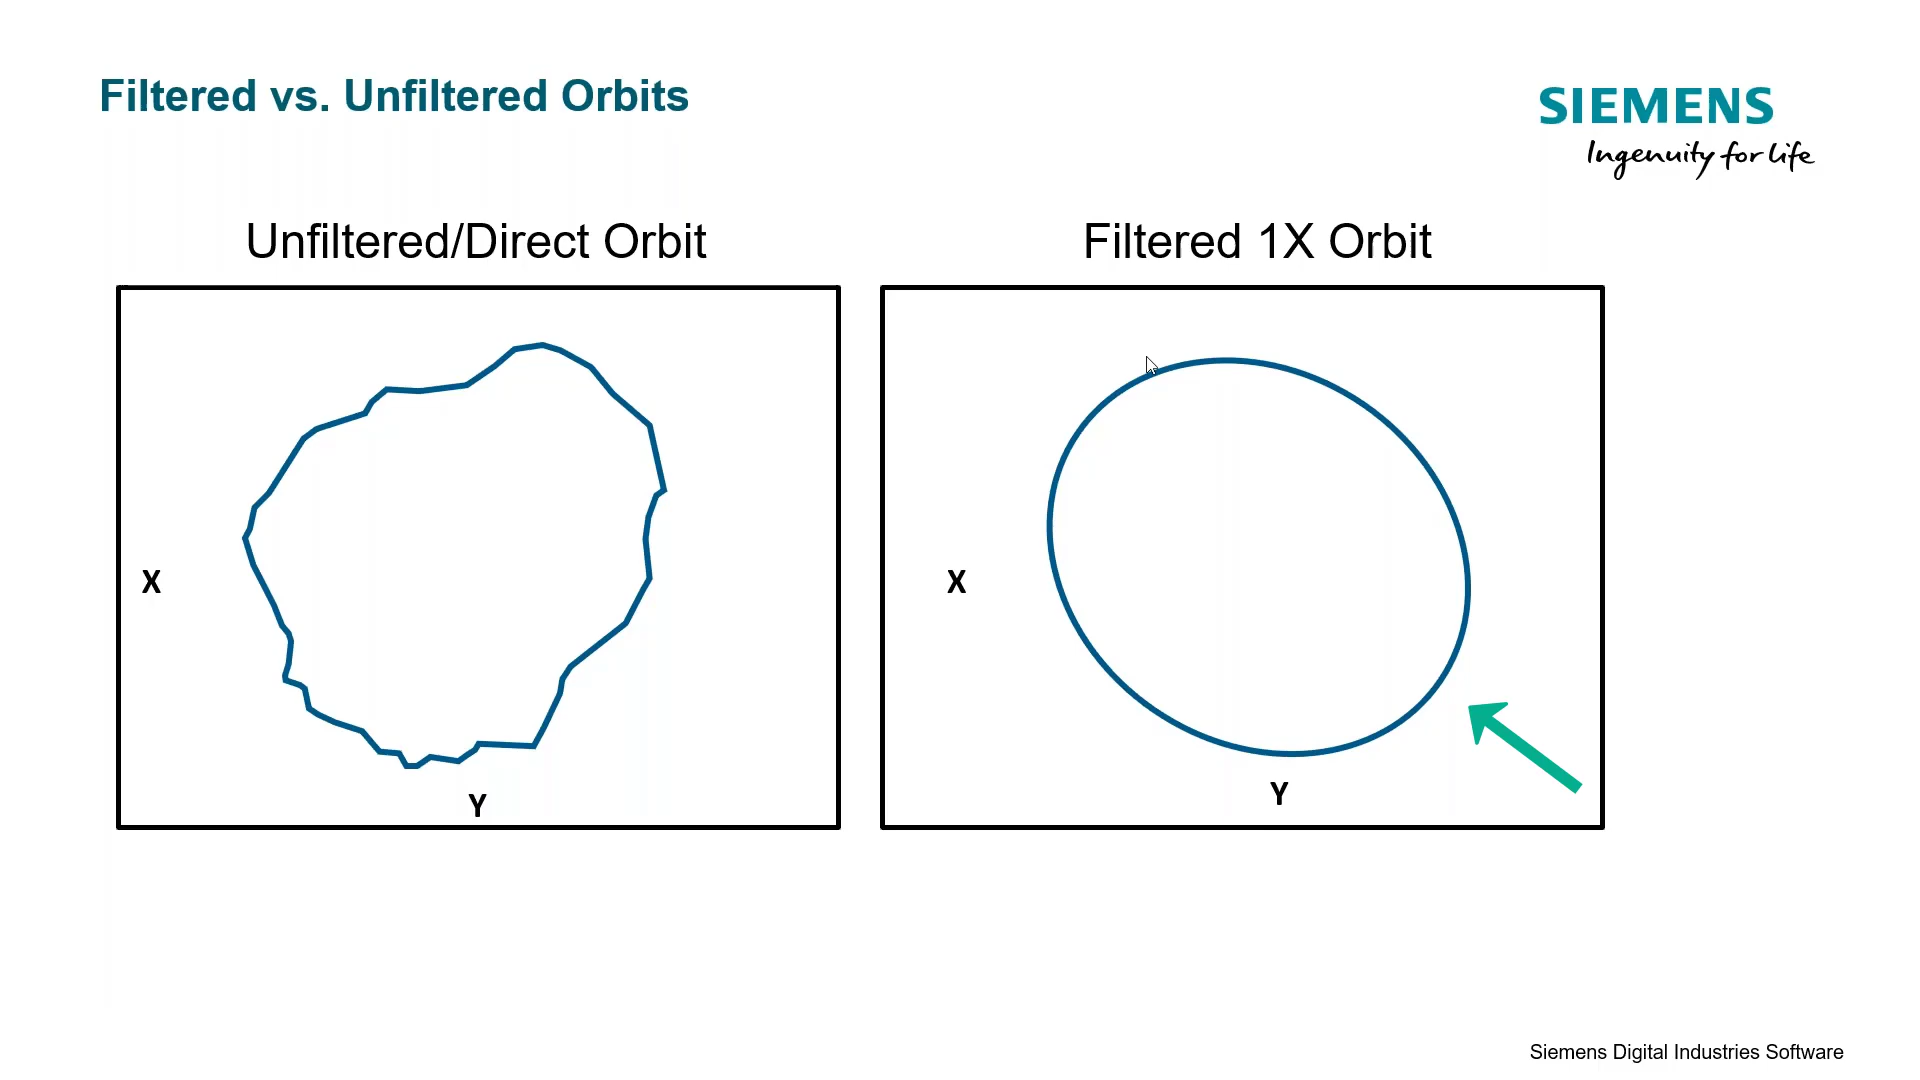 Filtered vs. Unfiltered Orbits
SIEMENS
Ingenuity for life
Unfiltered/Direct Orbit
Filtered 1X Orbit
X
Y
X
Y
Siemens Digital Industries Software